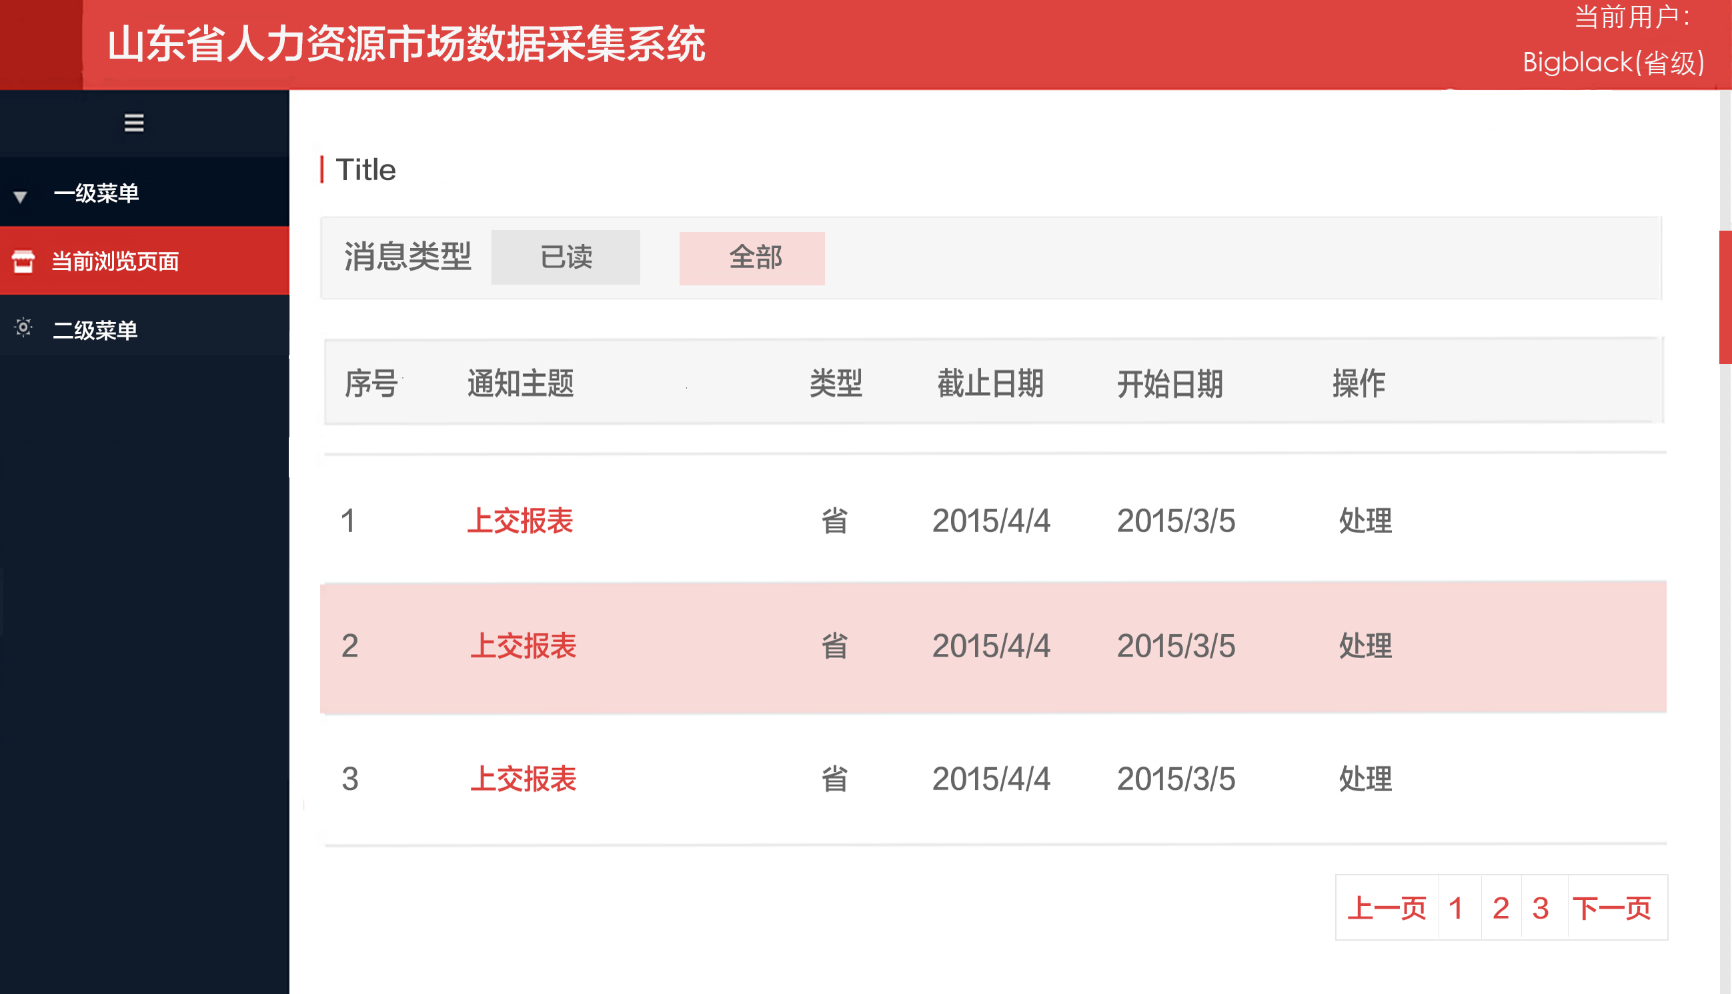 山东省人力资源市场数据采集系统
当前用户:
Bigblack(省级)
一级菜单
当前浏览页面
二级菜单
Title
消息类型 已读 全部
序号 通知主题 类型 截止日期 开始日期 操作
1 上交报表 省 2015/4/4 2015/3/5 处理
2 上交报表 省 2015/4/4 2015/3/5 处理
3 上交报表 省 2015/4/4 2015/3/5 处理
上一页 1 2 3 下一页